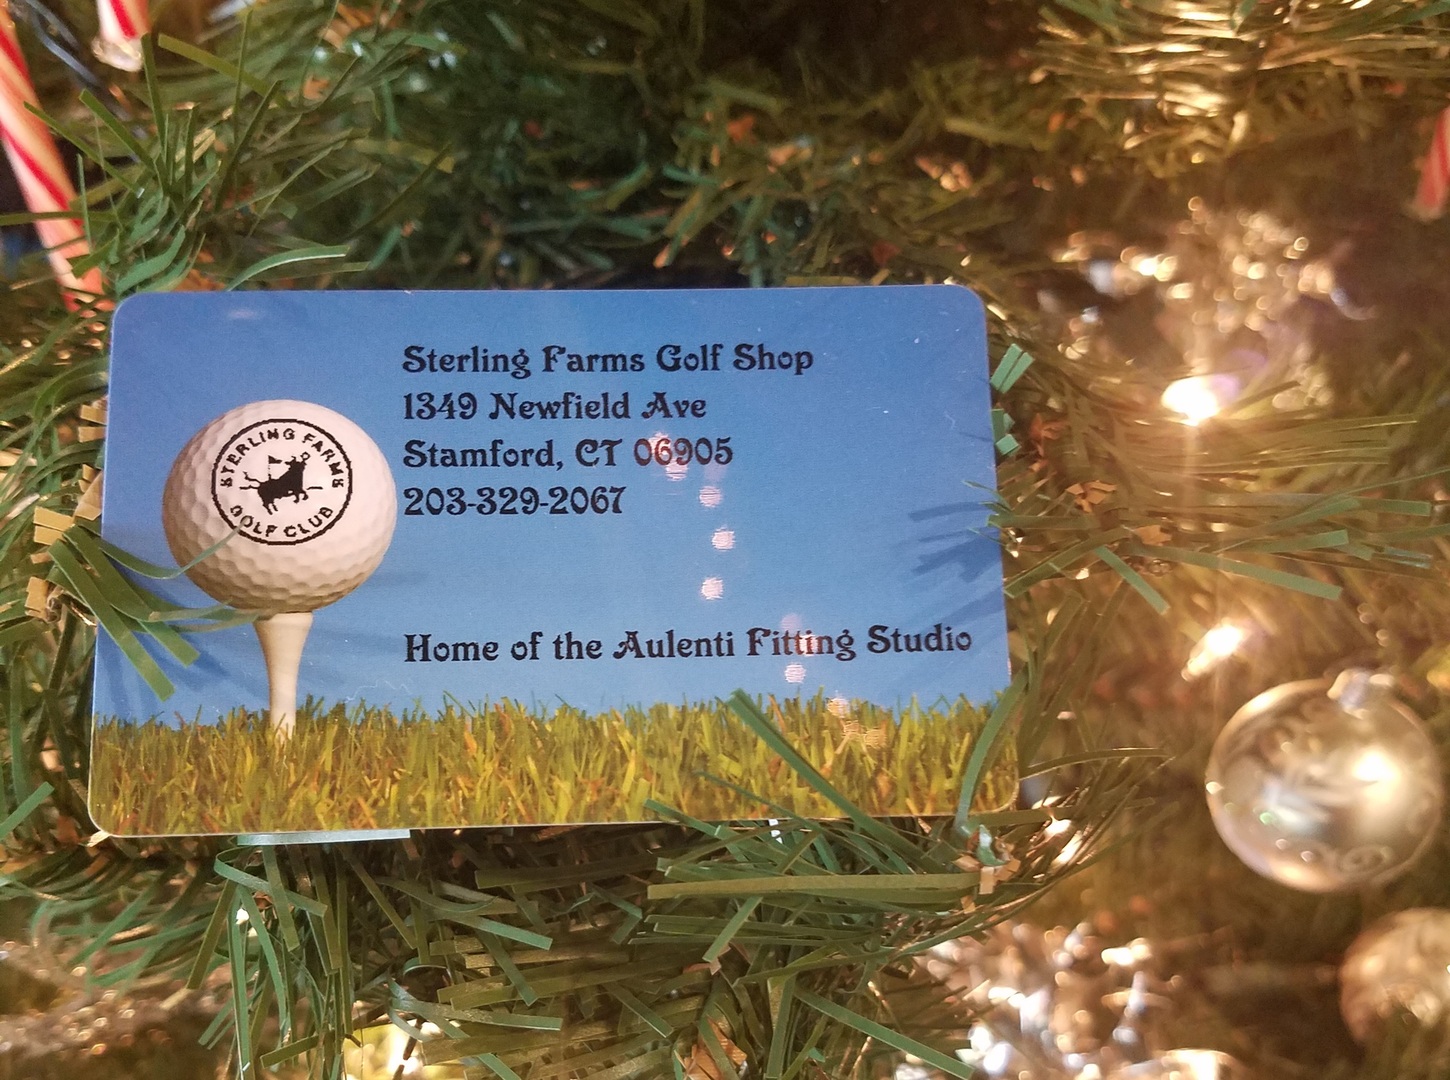 Sterling Farms Golf Shop
1349 Newfield Ave
Stamford, CT 06905
203-329-2067
STERLING FARMS
GOLF CLUB
Home of the Aulenti Fitting Studio